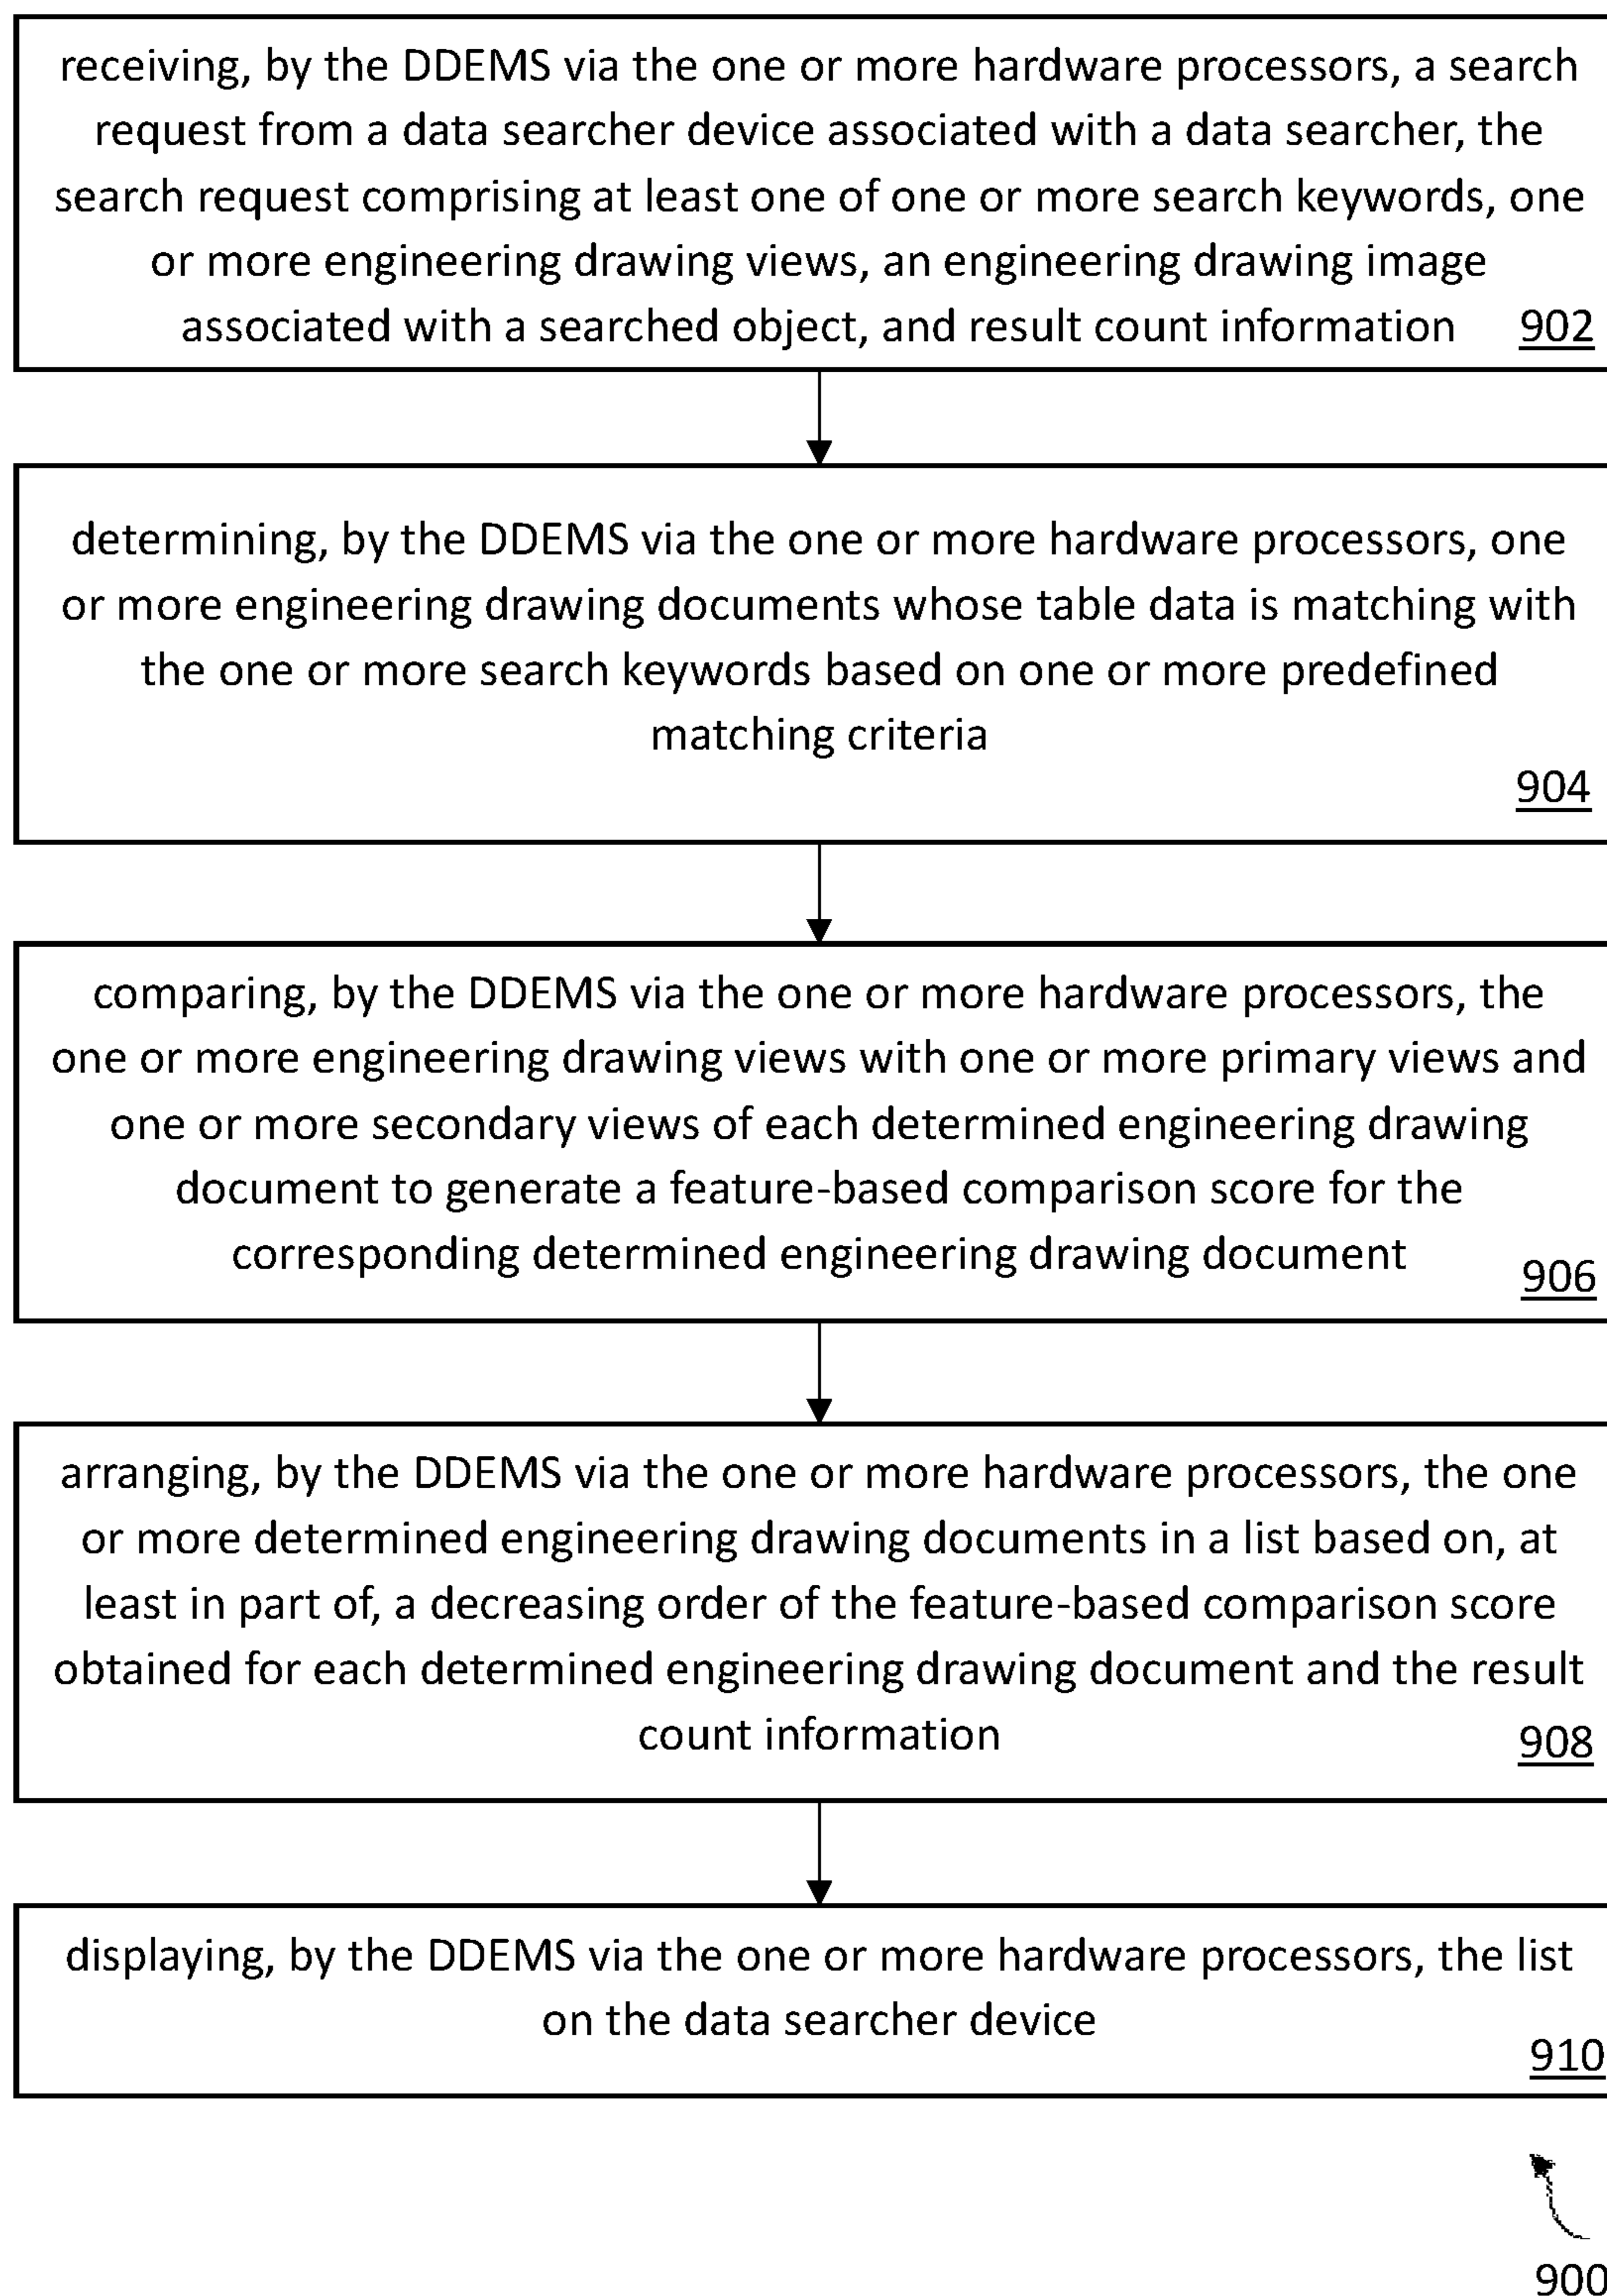 receiving, by the DDEMS via the one or more hardware processors, a search
request from a data searcher device associated with a data searcher, the
search request comprising at least one of one or more search keywords, one
or more engineering drawing views, an engineering drawing image
associated with a searched object, and result count information 902
determining, by the DDEMS via the one or more hardware processors, one
or more engineering drawing documents whose table data is matching with
the one or more search keywords based on one or more predefined
matching criteria
904
comparing, by the DDEMS via the one or more hardware processors, the
one or more engineering drawing views with one or more primary views and
one or more secondary views of each determined engineering drawing
document to generate a feature-based comparison score for the
corresponding determined engineering drawing document
906
arranging, by the DDEMS via the one or more hardware processors, the one
or more determined engineering drawing documents in a list based on, at
least in part of, a decreasing order of the feature-based comparison score
obtained for each determined engineering drawing document and the result
count information 908
displaying, by the DDEMS via the one or more hardware processors, the list
on the data searcher device
910
900